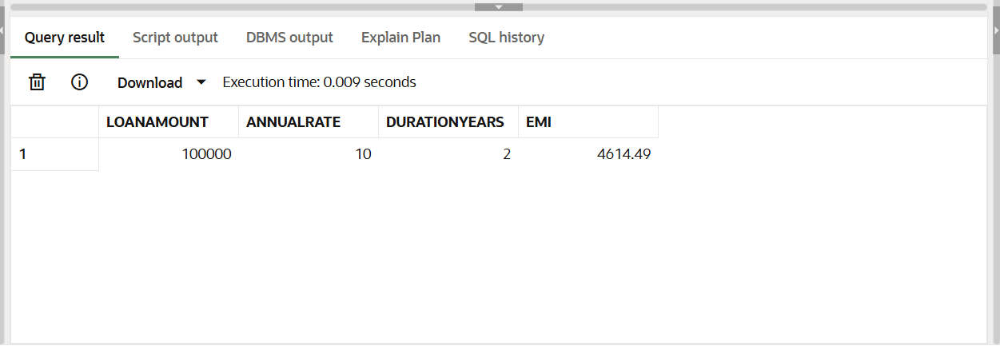 Query result Script output DBMS output Explain Plan SQL history
Download Execution time: 0.009 seconds
LOANAMOUNT ANNUALRATE DURATIONYEARS EMI
1 100000 10 2 4614.49